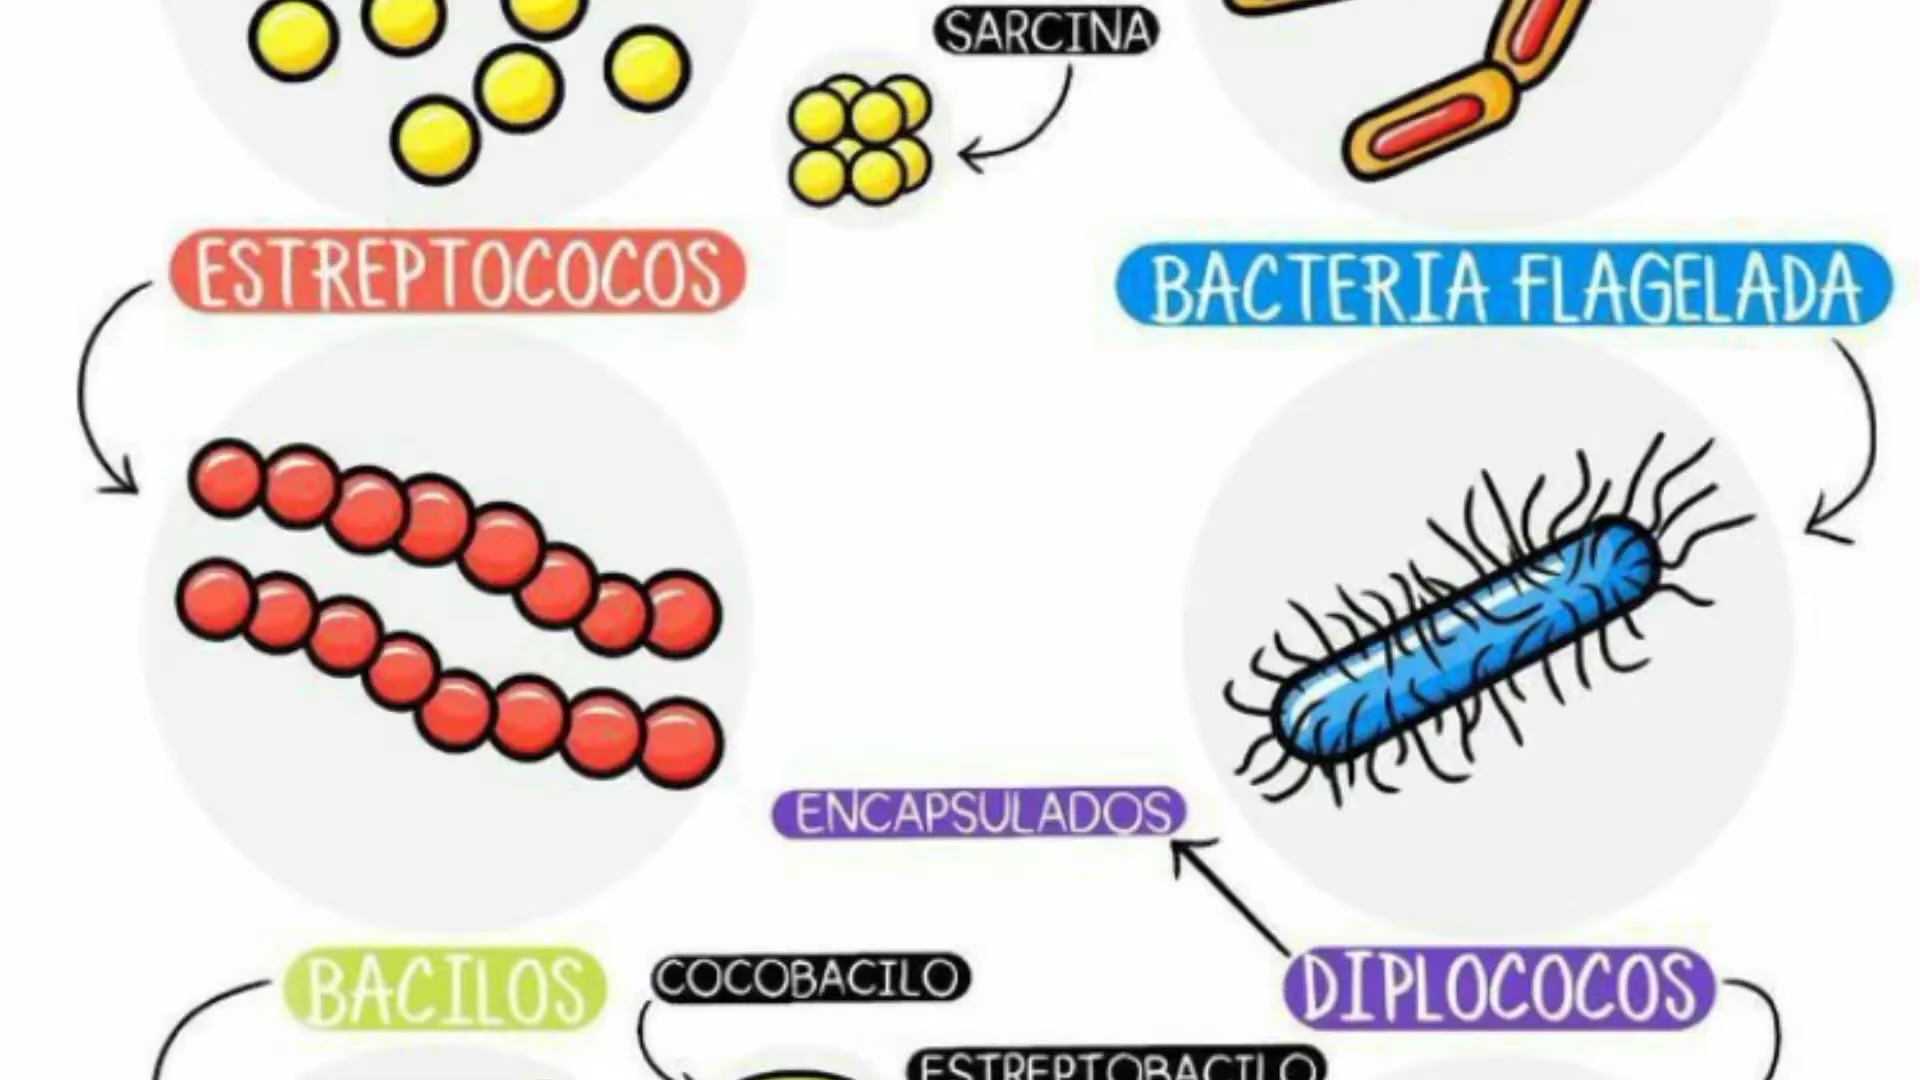 SARCINA
ESTREPTOCOCOS
BACTERIA FLAGELADA
ENCAPSULADOS
BACILOS
COCOBACILO
DIPLOCOCOS
ESTREPTOBACILO